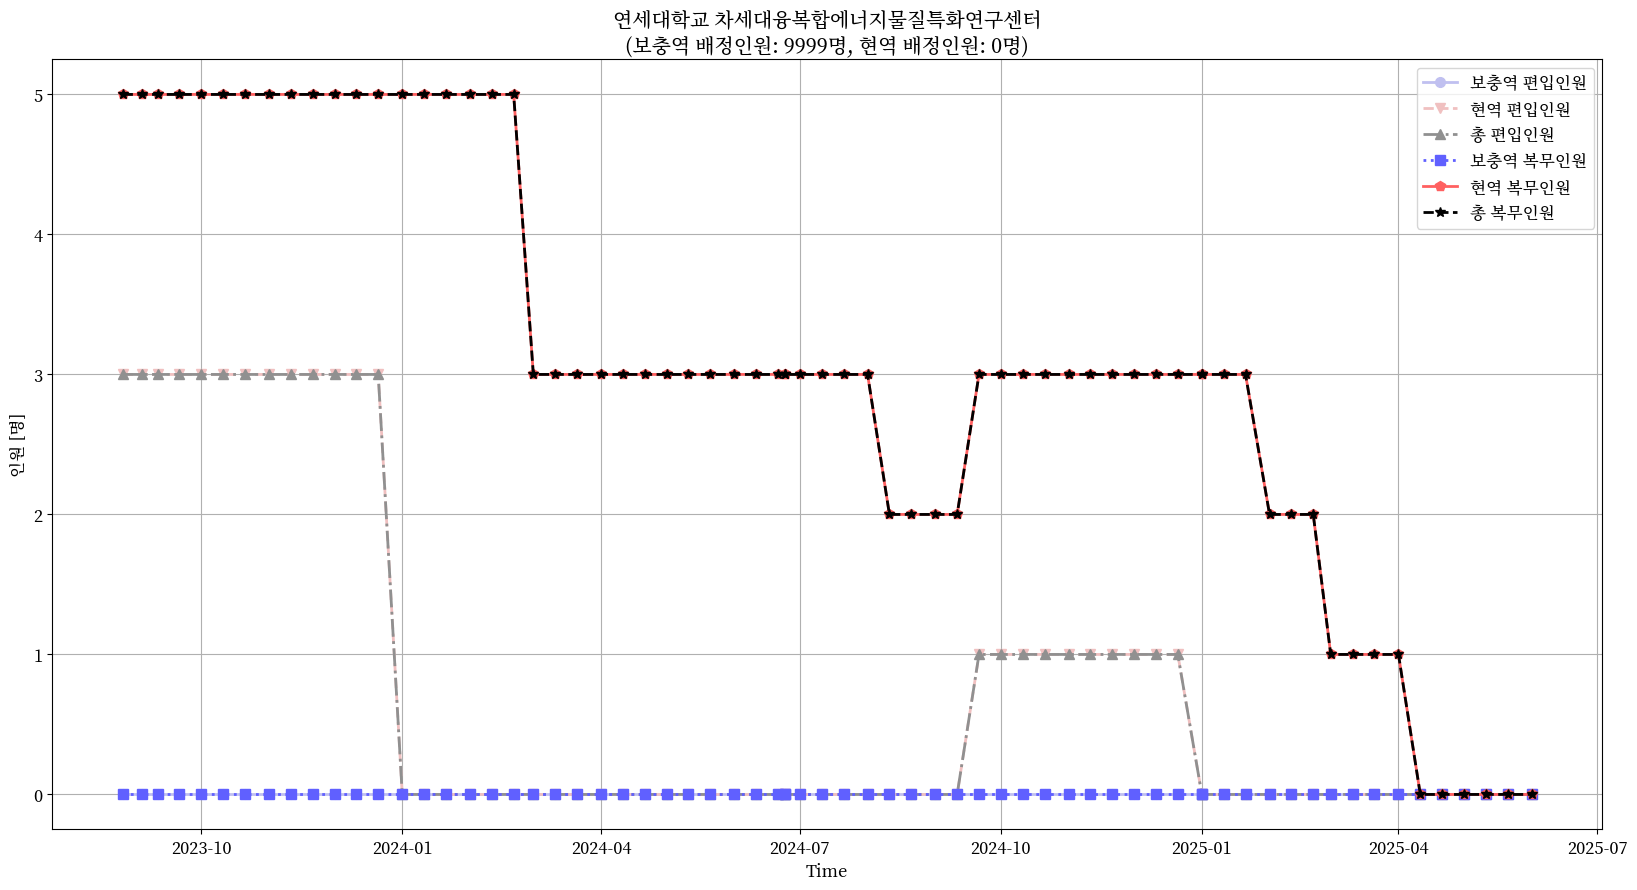 연세대학교 차세대융복합에너지물질특화연구센터
(보충역 배정인원: 9999명, 현역 배정인원: 0명)
보충역 편입인원
현역 편입인원
총 편입인원
보충역 복무인원
현역 복무인원
총 복무인원
인원 [명]
5
4
3
2
1
0
2023-10
2024-01
2024-04
2024-07
2024-10
2025-01
2025-04
2025-07
Time